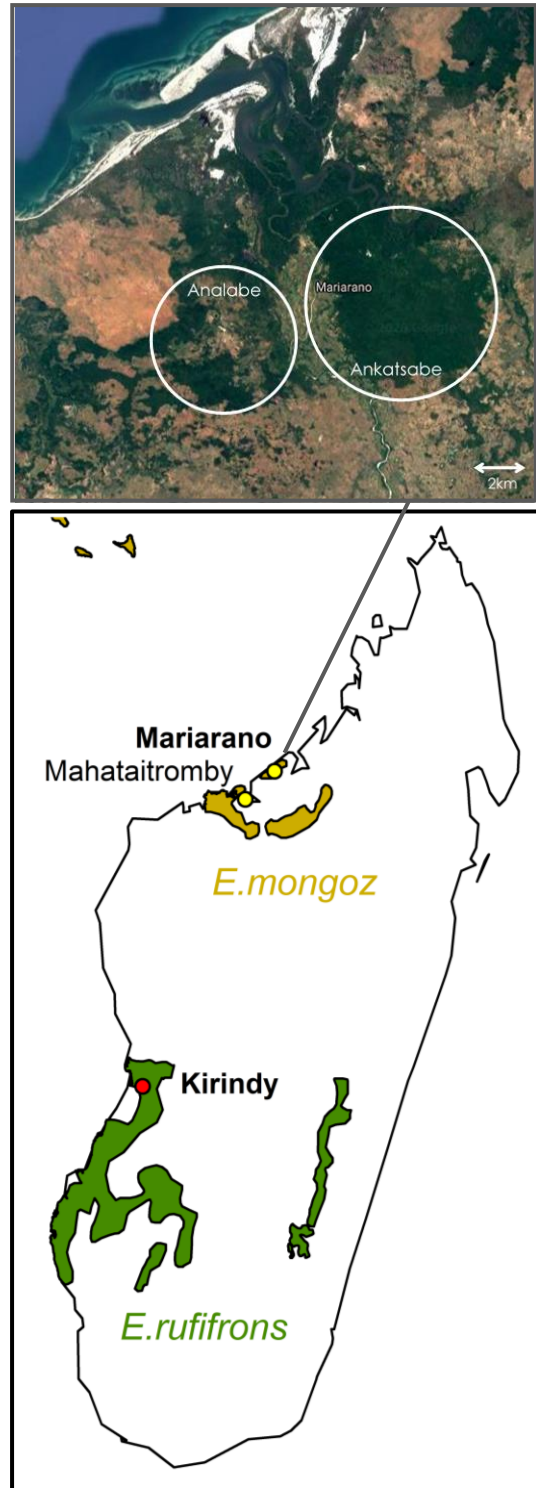 Analabe
Mariarano
Ankatsabe
2km
Mariarano
Mahataitromby
E.mongoz
Kirindy
E.rufifrons